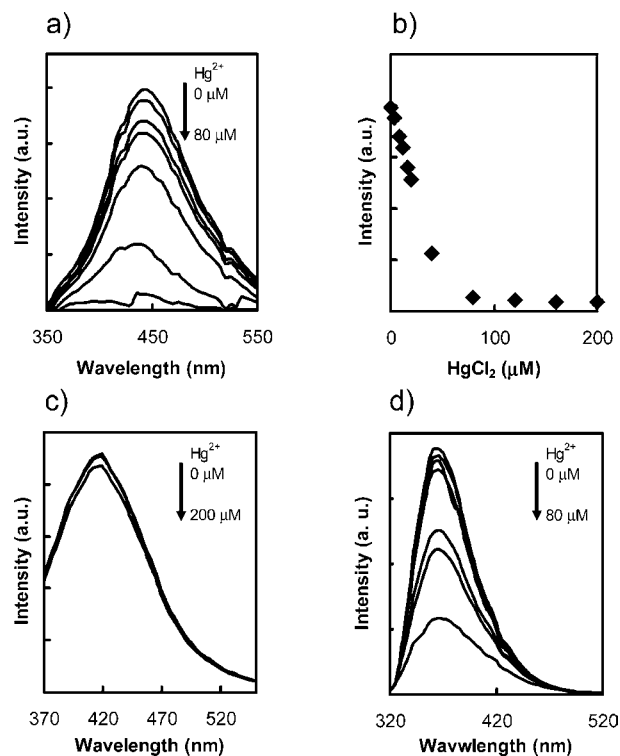 a)
Intensity (a.u.)
Hg2+
0 μM
80 μM
350
450
550
Wavelength (nm)
b)
Intensity (a.u.)
0
100
200
HgCl2 (μM)
c)
Intensity (a.u.)
Hg2+
0 μM
200 μM
370
420
470
520
Wavelength (nm)
d)
Intensity (a. u.)
Hg2+
0 μM
80 μM
320
420
520
Wavwlength (nm)